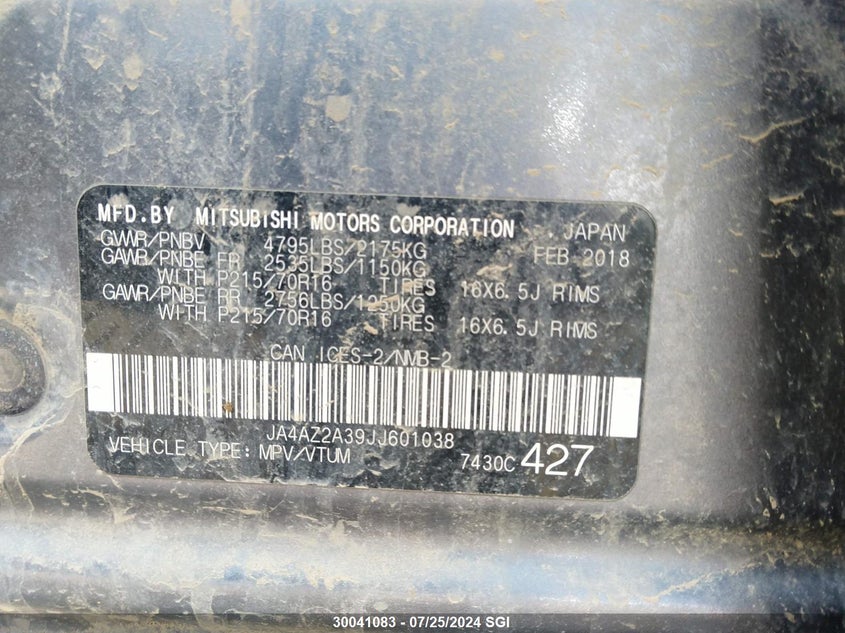 MFD.BY MITSUBISHI MOTORS CORPORATION , JAPAN
GVWR/PNBV 4795LBS/2175KG FEB 2018
GAWR/PNBE FR 2535LBS/1150KG
WITH P215/70R16 TIRES 16X6.5J RIMS
GAWR/PNBE RR 2756LBS/1250KG
WITH P215/70R16 TIRES 16X6.5J RIMS
CAN ICES-2/NMB-2
JA4AZ2A39JJ601038
VEHICLE TYPE: MPV/VTUM 7430C 427
30041083 - 07/25/2024 SGI